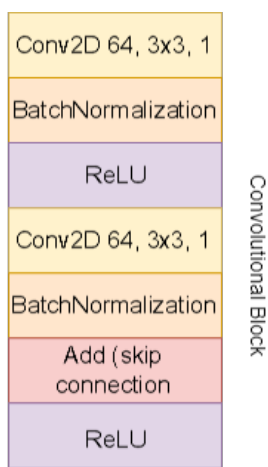 Conv2D 64, 3x3, 1
BatchNormalization
ReLU
Conv2D 64, 3x3, 1
BatchNormalization
Add (skip
connection
ReLU
Convolutional Block